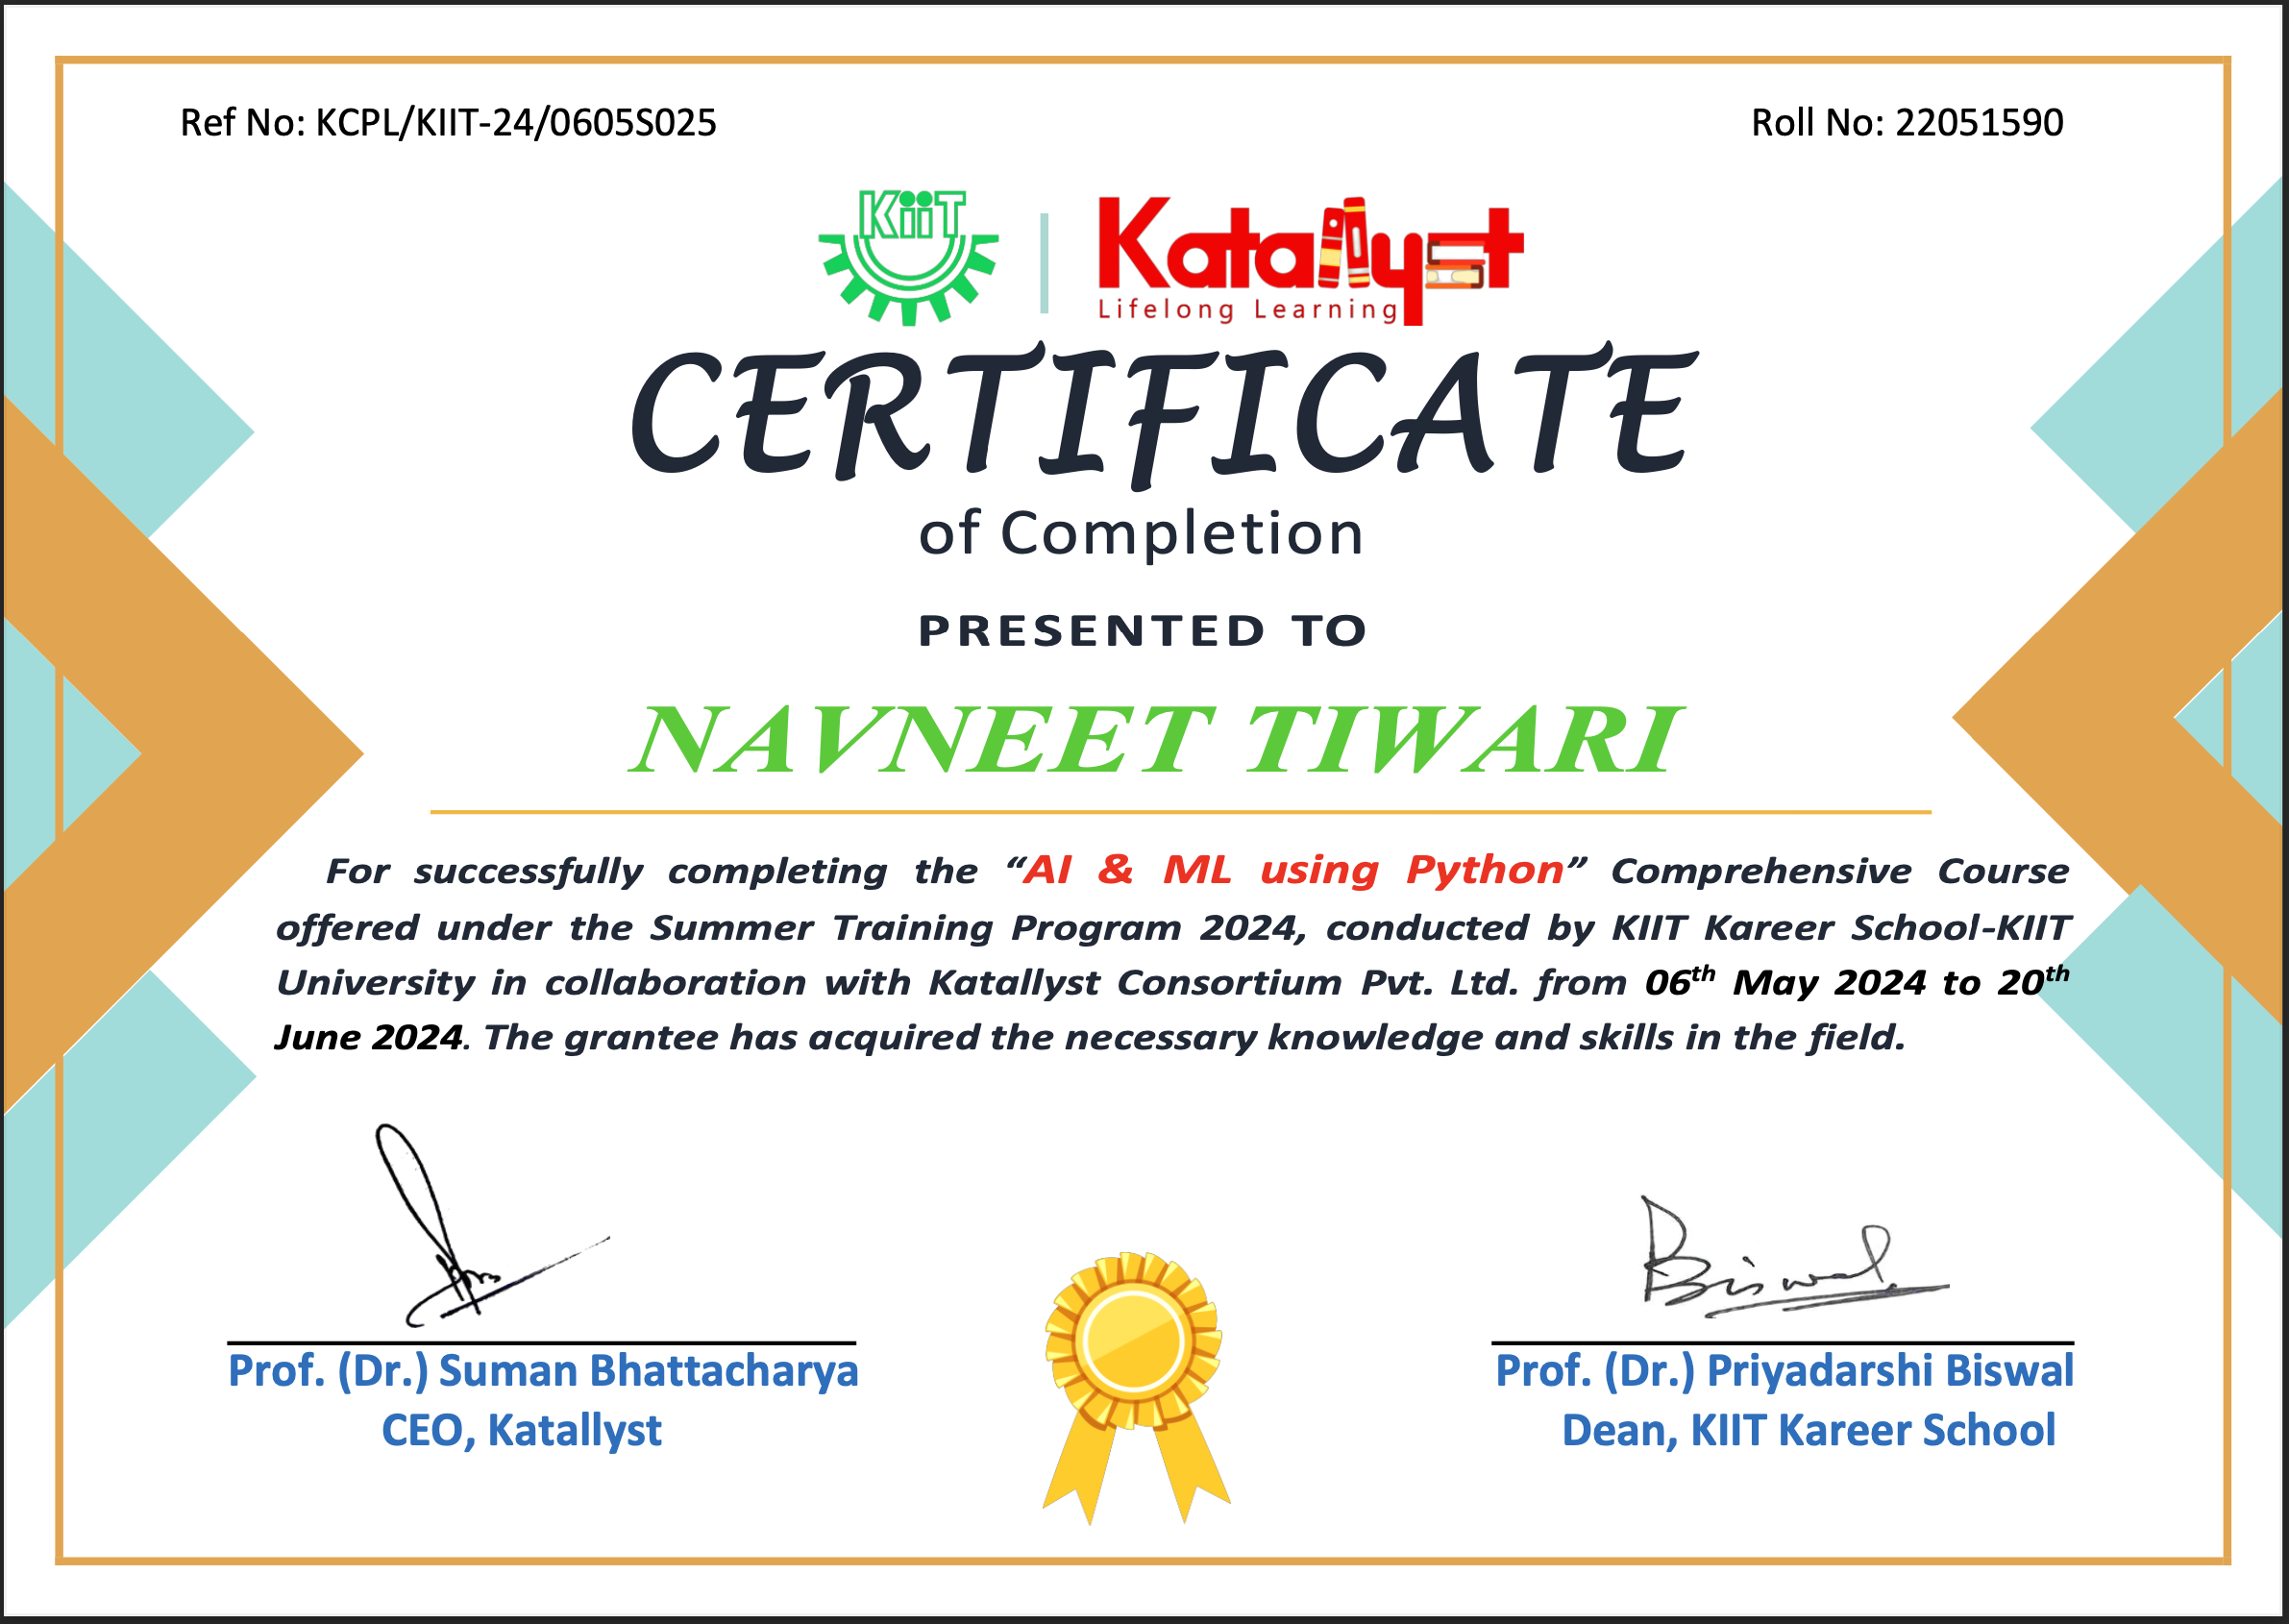 Ref No: KCPL/KIIT-24/0605S025
Roll No: 22051590
KiiT
Katallyst
Lifelong Learning
CERTIFICATE
of Completion
PRESENTED TO
NAVNEET TIWARI
For successfully completing the “AI & ML using Python” Comprehensive Course
offered under the Summer Training Program 2024, conducted by KIIT Kareer School-KIIT
University in collaboration with Katallyst Consortium Pvt. Ltd. from 06th May 2024 to 20th
June 2024. The grantee has acquired the necessary knowledge and skills in the field.
Biswal
Prof. (Dr.) Suman Bhattacharya
CEO, Katallyst
Prof. (Dr.) Priyadarshi Biswal
Dean, KIIT Kareer School